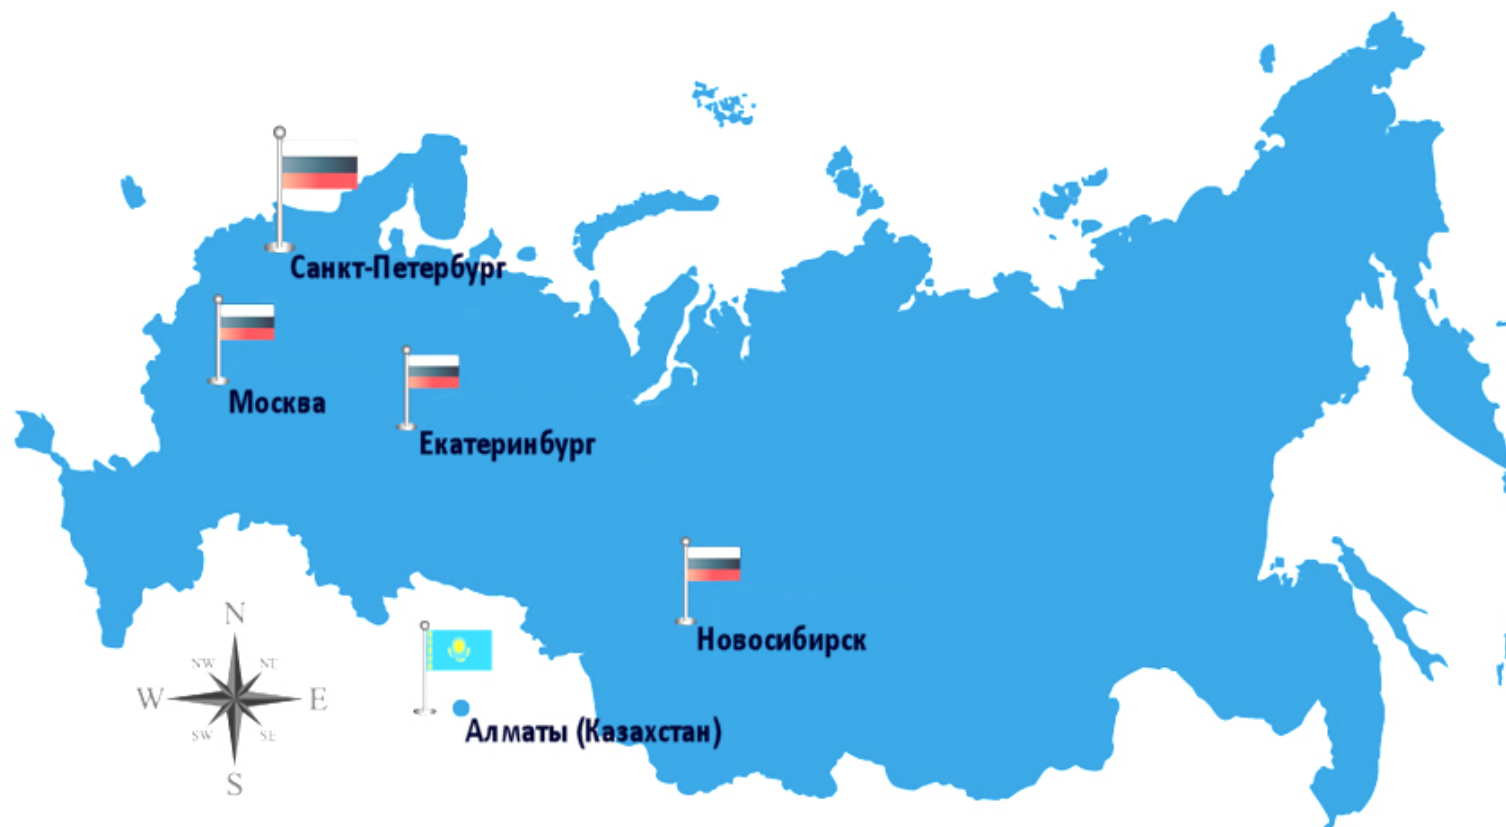 Санкт-Петербург
Москва
Екатеринбург
Новосибирск
N
NW NE
W E
SW SE
S
Алматы (Казахстан)